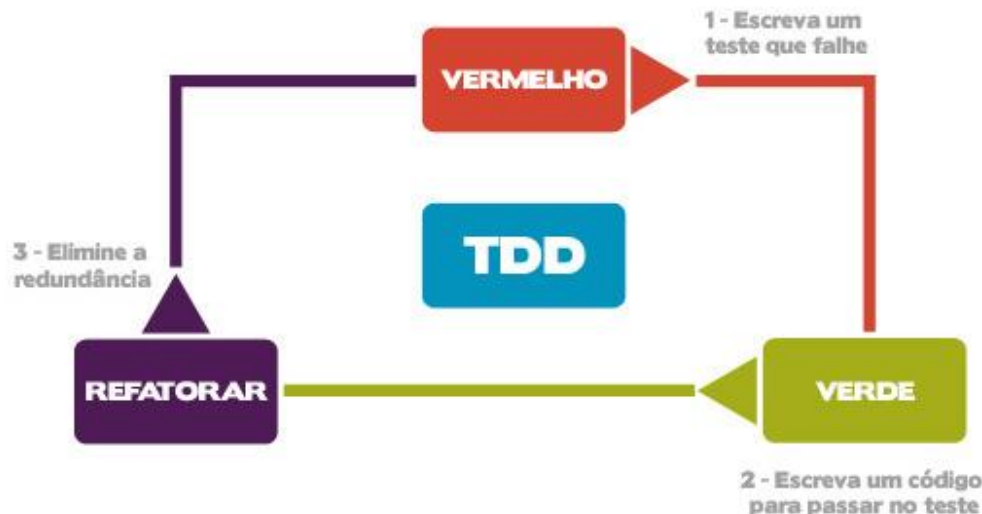 1 - Escreva um
teste que falhe
VERMELHO
TDD
3 - Elimine a
redundância
REFATORAR
VERDE
2 - Escreva um código
para passar no teste